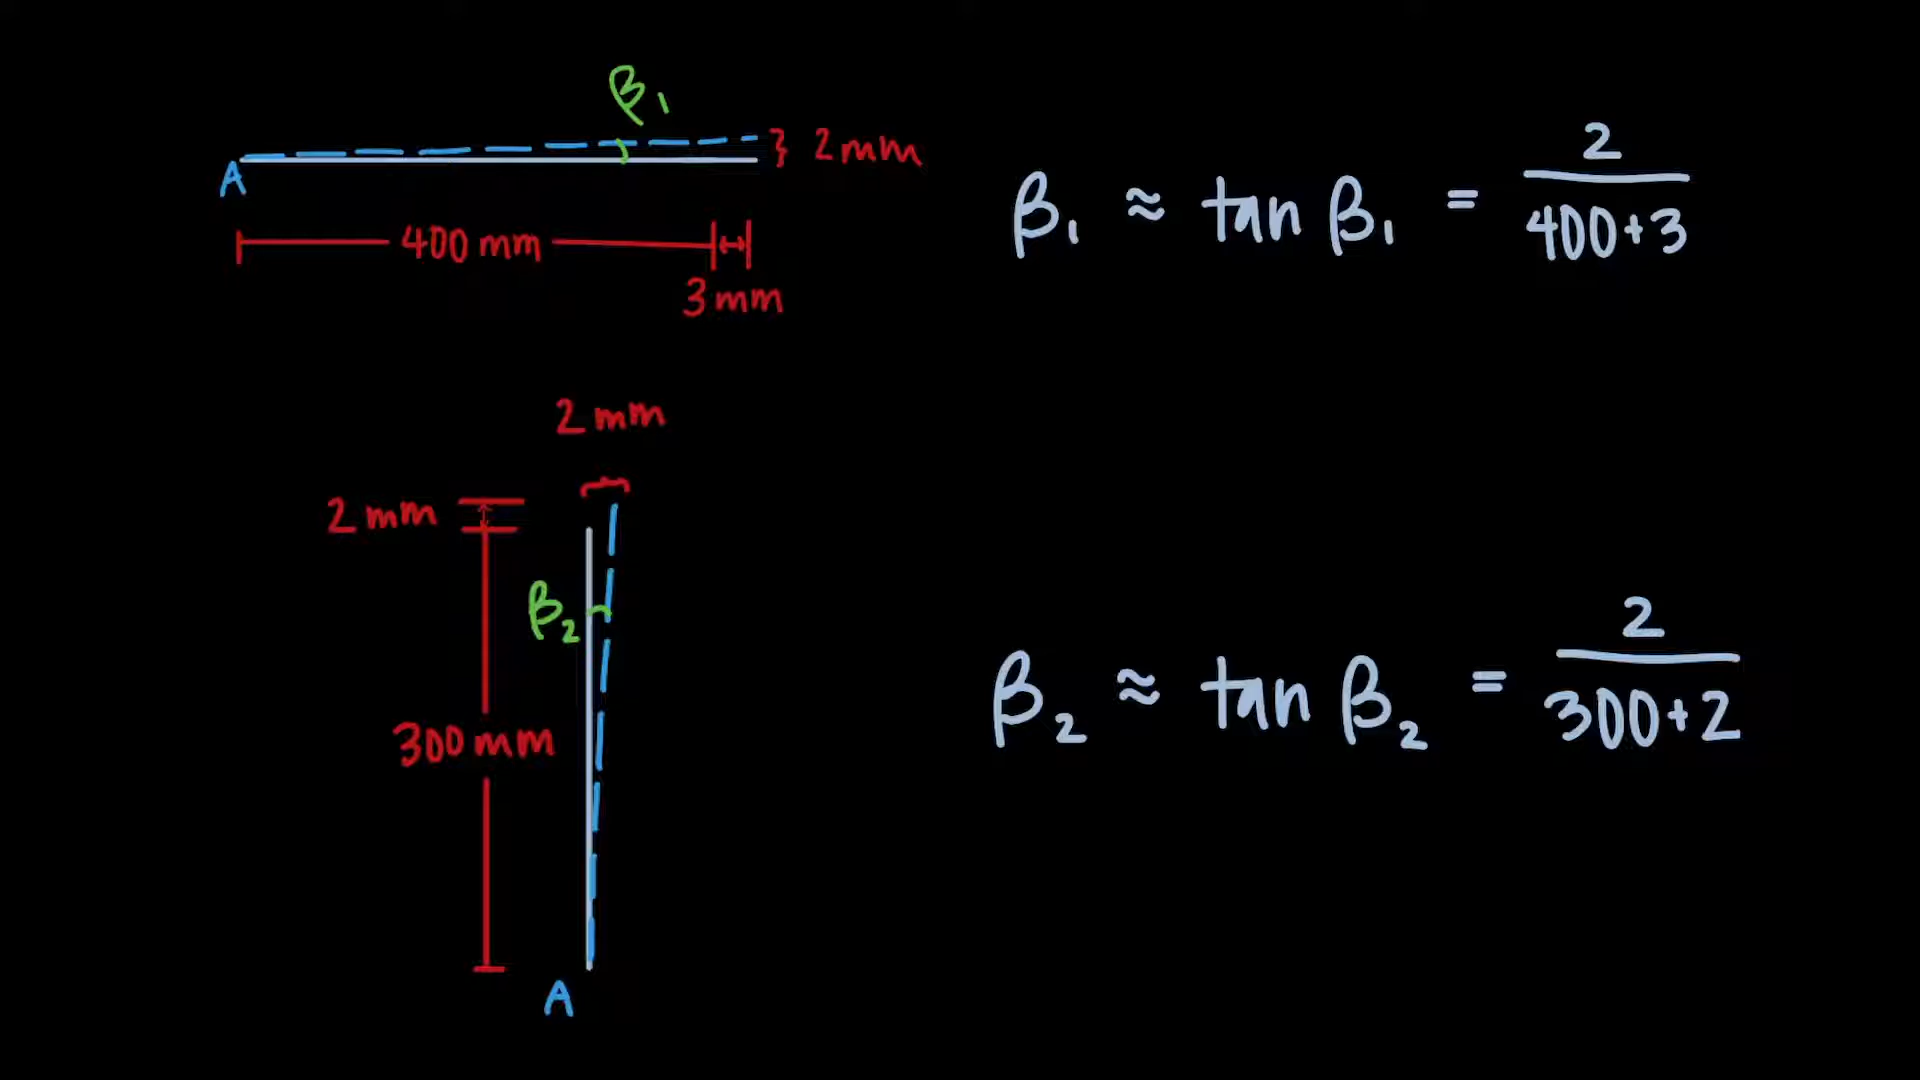 β₁
A
2 mm
400 mm
3 mm
β₁ ≈ tan β₁ = 2 / (400+3)
2 mm
2 mm
β₂
300 mm
A
β₂ ≈ tan β₂ = 2 / (300+2)